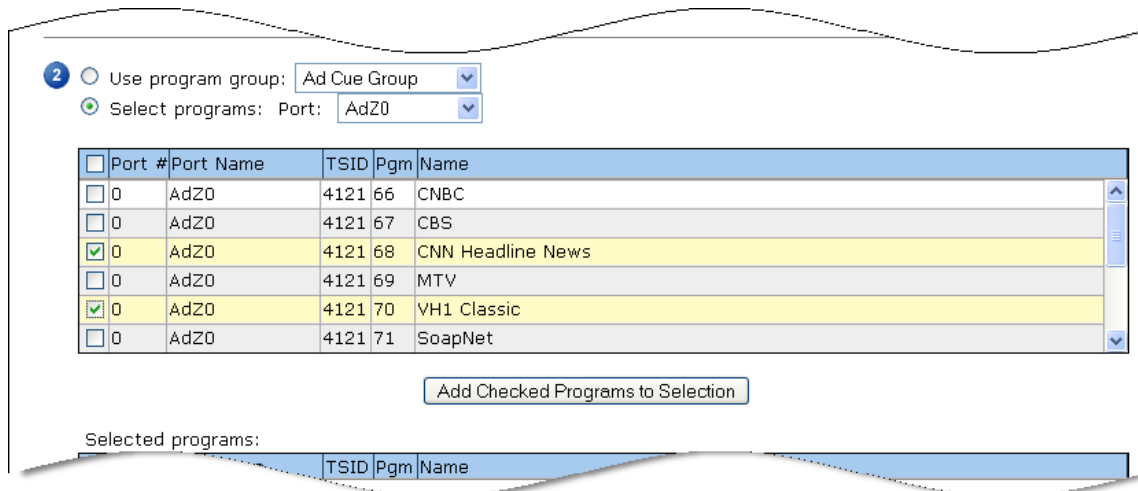 2 Use program group: Ad Cue Group
Select programs: Port: AdZ0
Port # Port Name TSID Pgm Name
0 AdZ0 4121 66 CNBC
0 AdZ0 4121 67 CBS
0 AdZ0 4121 68 CNN Headline News
0 AdZ0 4121 69 MTV
0 AdZ0 4121 70 VH1 Classic
0 AdZ0 4121 71 SoapNet
Add Checked Programs to Selection
Selected programs:
TSID Pgm Name